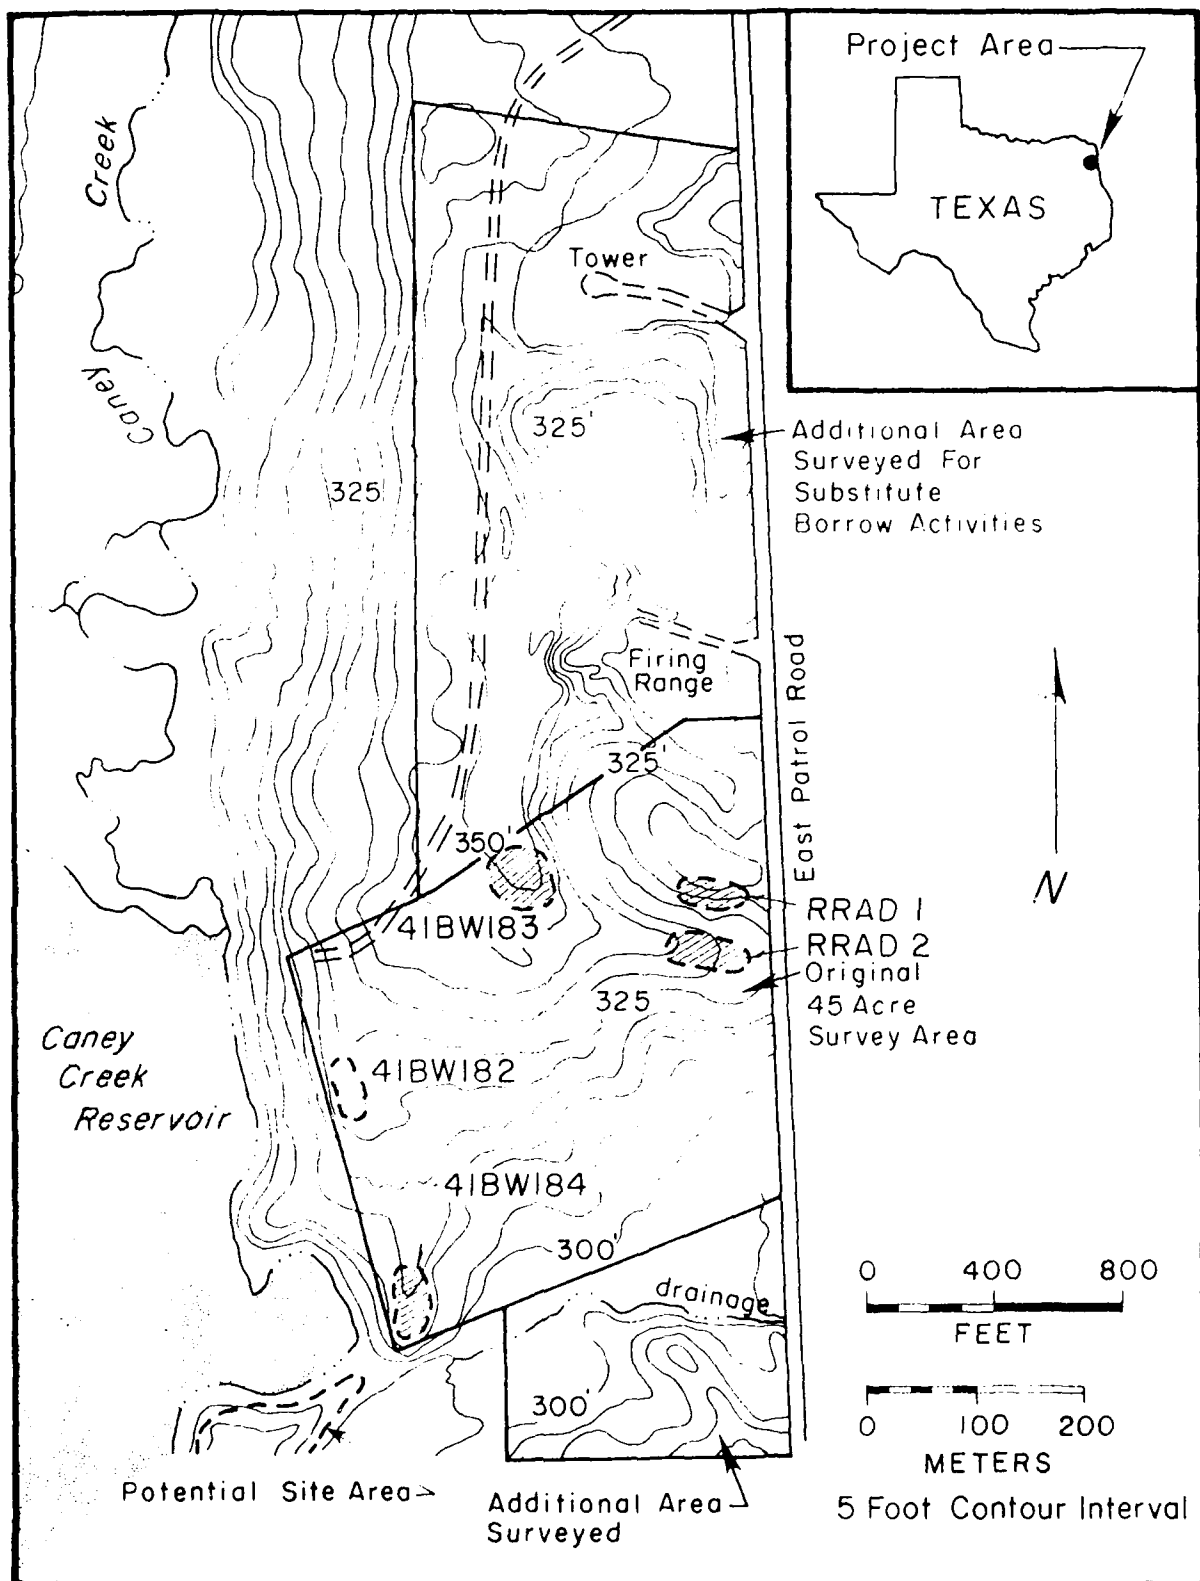 Project Area
TEXAS
Creek
Caney
Tower
325'
325
Additional Area
Surveyed For
Substitute
Borrow Activities
Firing
Range
East Patrol Road
325'
350'
N
RRAD 1
41BW183
RRAD 2
Original
45 Acre
Survey Area
325
Caney
Creek
Reservoir
41BW182
41BW184
300'
drainage
0 400 800
FEET
300'
0 100 200
METERS
Potential Site Area
Additional Area
Surveyed
5 Foot Contour Interval